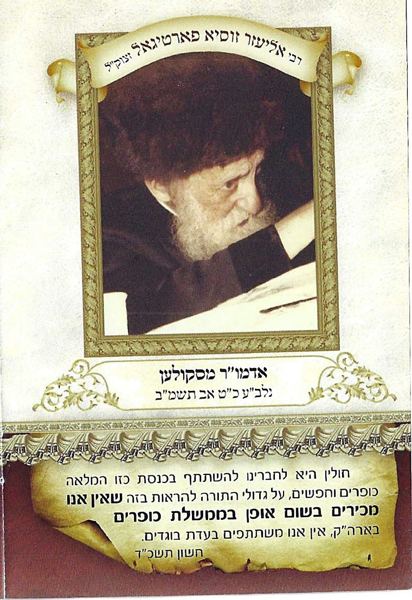 רבי אליעזר זוסיא פארטיגאל זצוק"ל
אדמו"ר מסקולען
נלב"ע כ"ט אב תשמ"ב
חולין היא לחברינו להשתתף בכנסת כזו המלאה
כופרים וחפשים, על גדולי התורה להראות בזה שאין אנו
מכירים בשום אופן בממשלת כופרים
בארה"ק, אין אנו משתתפים בעדת בוגדים.
חשון תשכ"ד